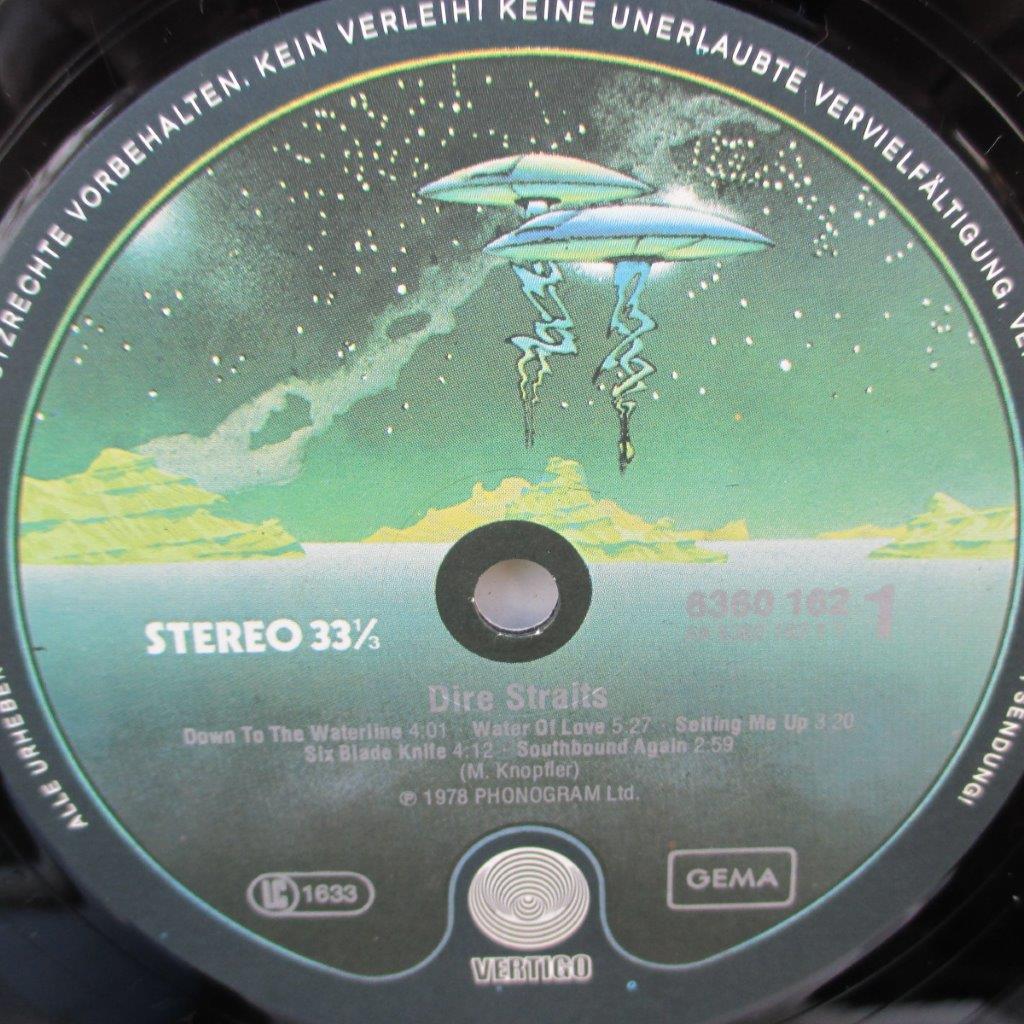 ALLE URHEBER
TZRECHTE VORBEHALTEN. KEIN VERLEIH! KEINE UNERLAUBTE VERVIELFÄLTIGUNG,
SENDUNG!
STEREO 33⅓
6360 162 1
Dire Straits
Down To The Waterline 4:01 · Water Of Love 5:27 · Setting Me Up 3:20
Six Blade Knife 4:12 · Southbound Again 2:59
(M. Knopfler)
℗ 1978 PHONOGRAM Ltd.
LC 1633
GEMA
VERTIGO